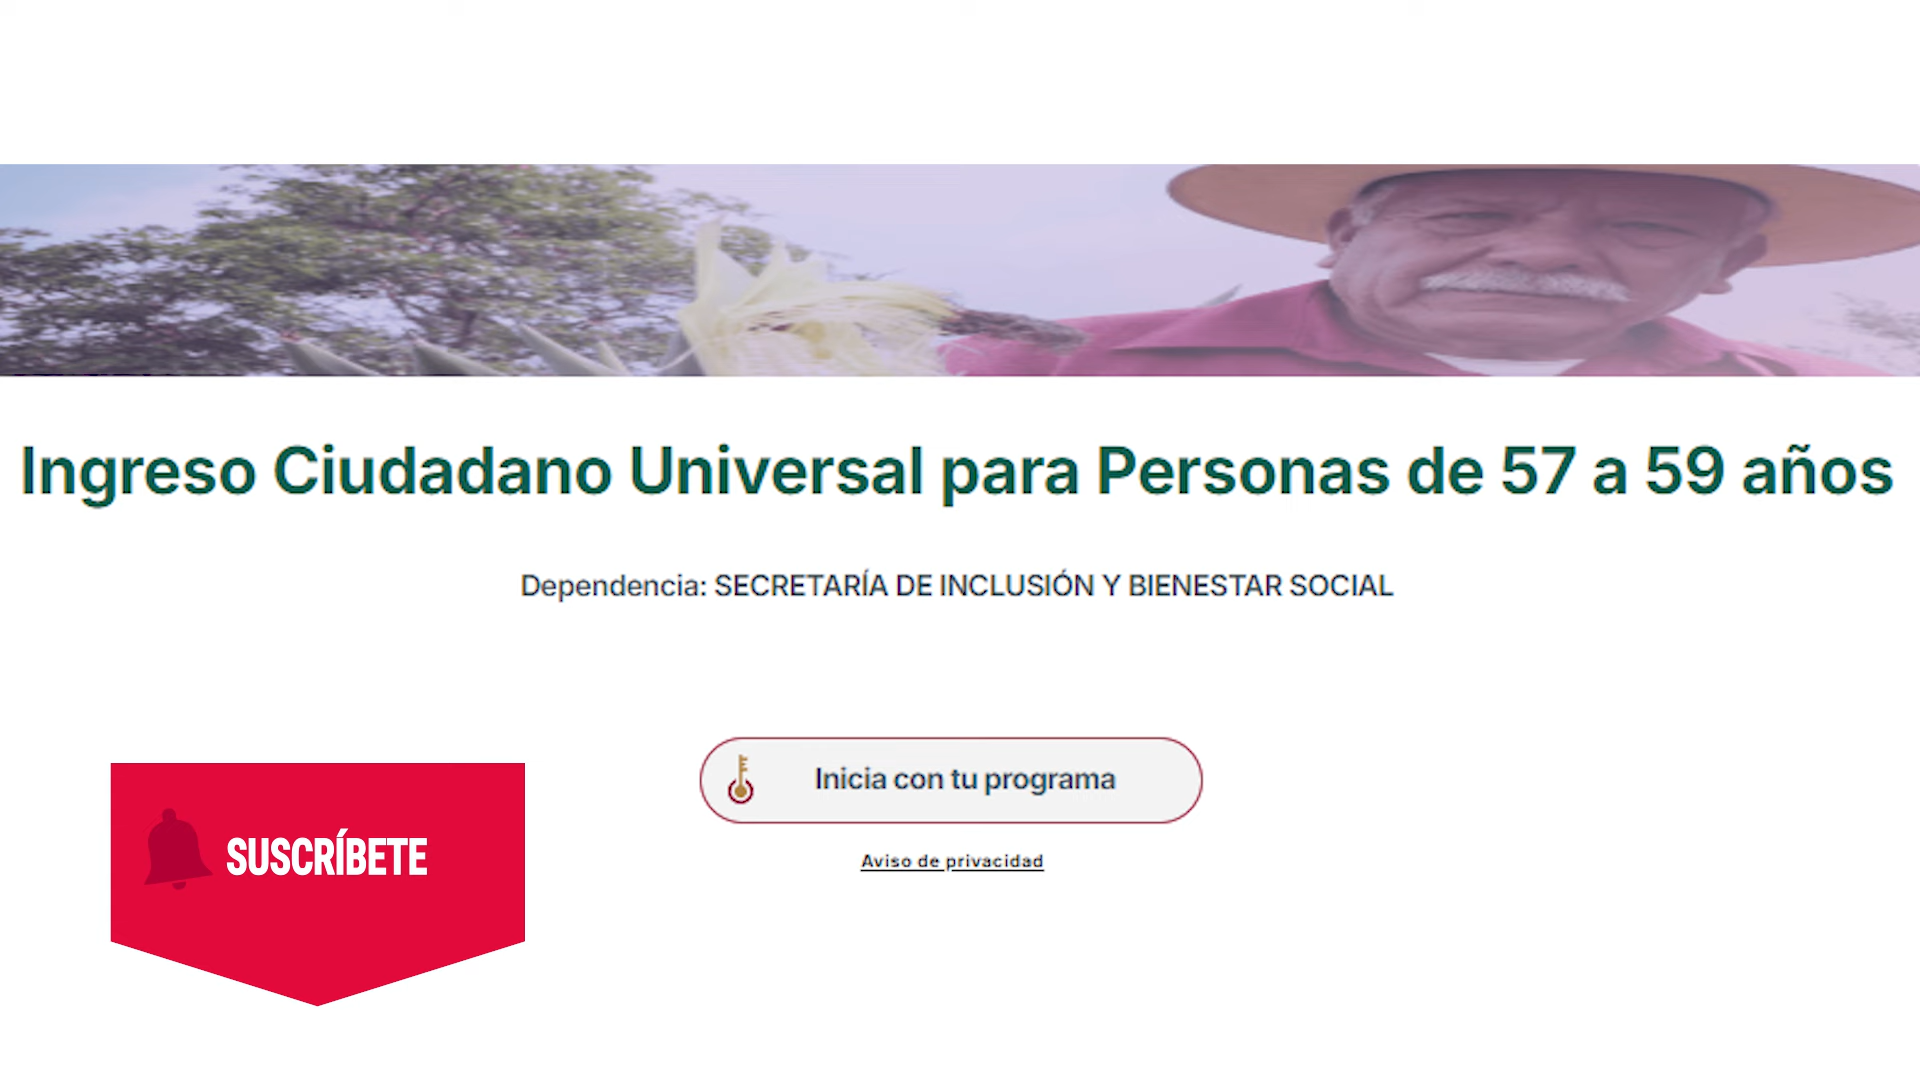 Ingreso Ciudadano Universal para Personas de 57 a 59 años
Dependencia: SECRETARÍA DE INCLUSIÓN Y BIENESTAR SOCIAL
Inicia con tu programa
Aviso de privacidad
SUSCRÍBETE